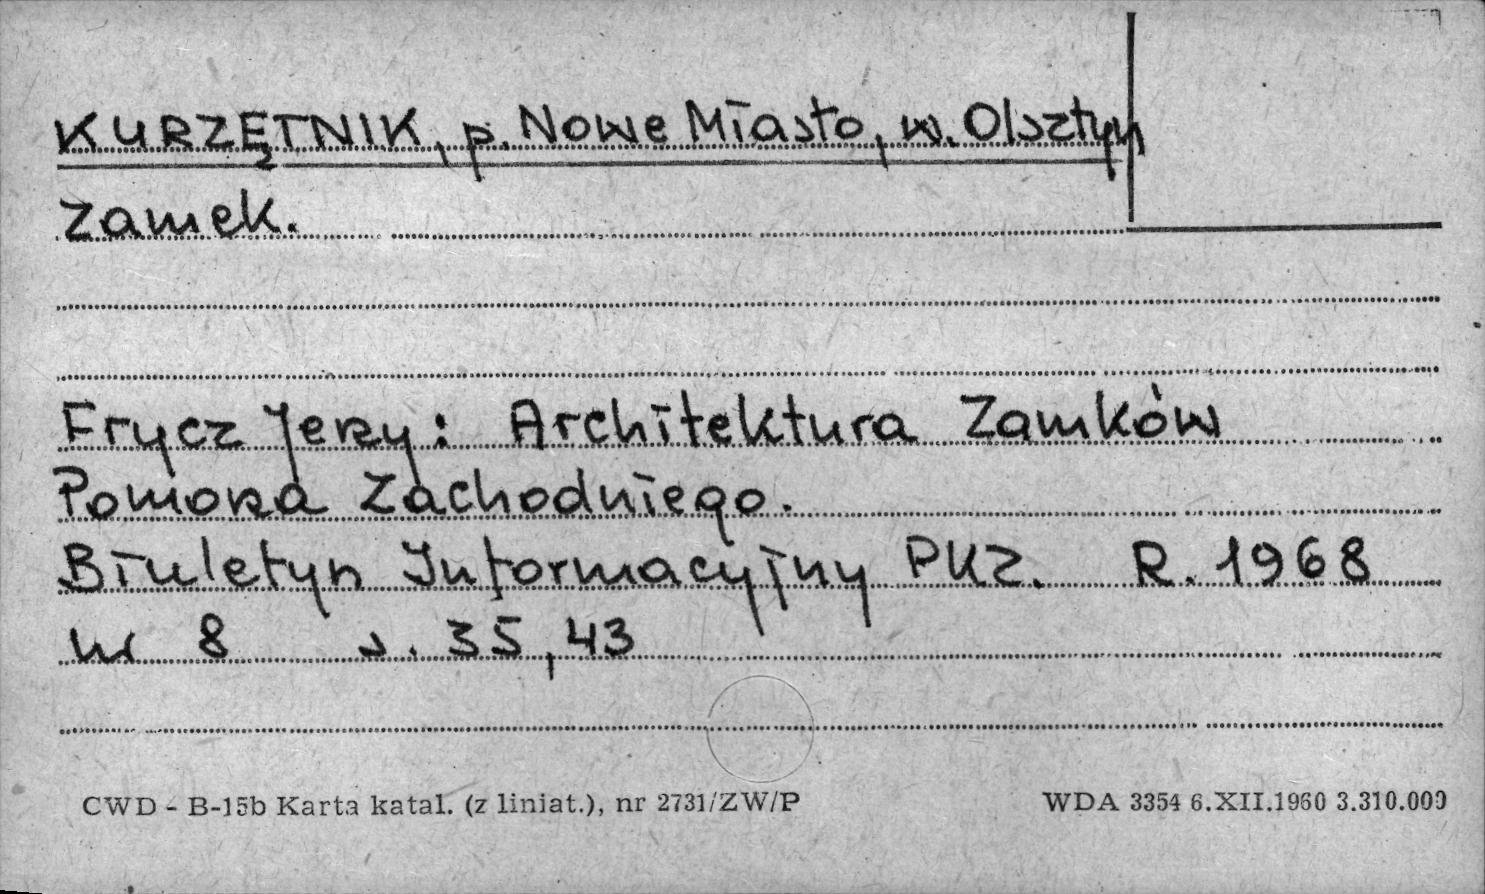 KURZĘTNIK, p. Nowe Miasto, w. Olsztyn
Zamek.
Frycz Jerzy: Architektura Zamków
Pomorza Zachodniego.
Biuletyn Informacyjny PKZ. R. 1968
nr 8 s. 35, 43
CWD - B-15b Karta katal. (z liniat.), nr 2731/ZW/P
WDA 3354 6.XII.1960 3.310.000